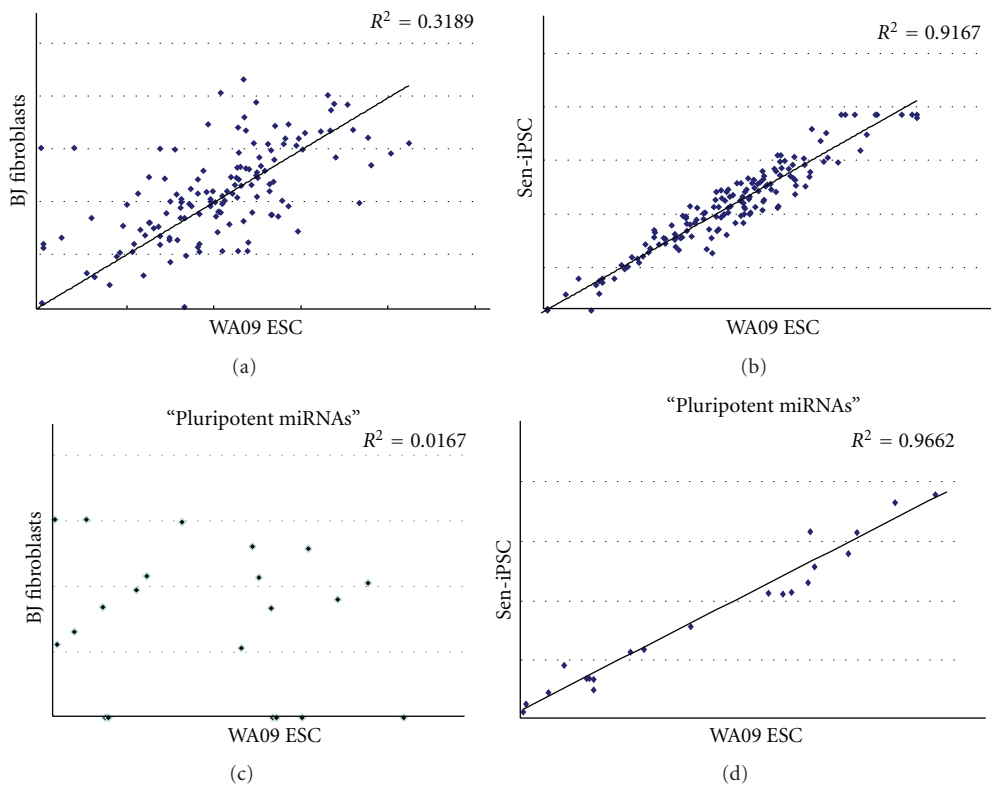 R² = 0.3189
BJ fibroblasts
WA09 ESC
(a)
R² = 0.9167
Sen-iPSC
WA09 ESC
(b)
“Pluripotent miRNAs”
R² = 0.0167
BJ fibroblasts
WA09 ESC
(c)
“Pluripotent miRNAs”
R² = 0.9662
Sen-iPSC
WA09 ESC
(d)